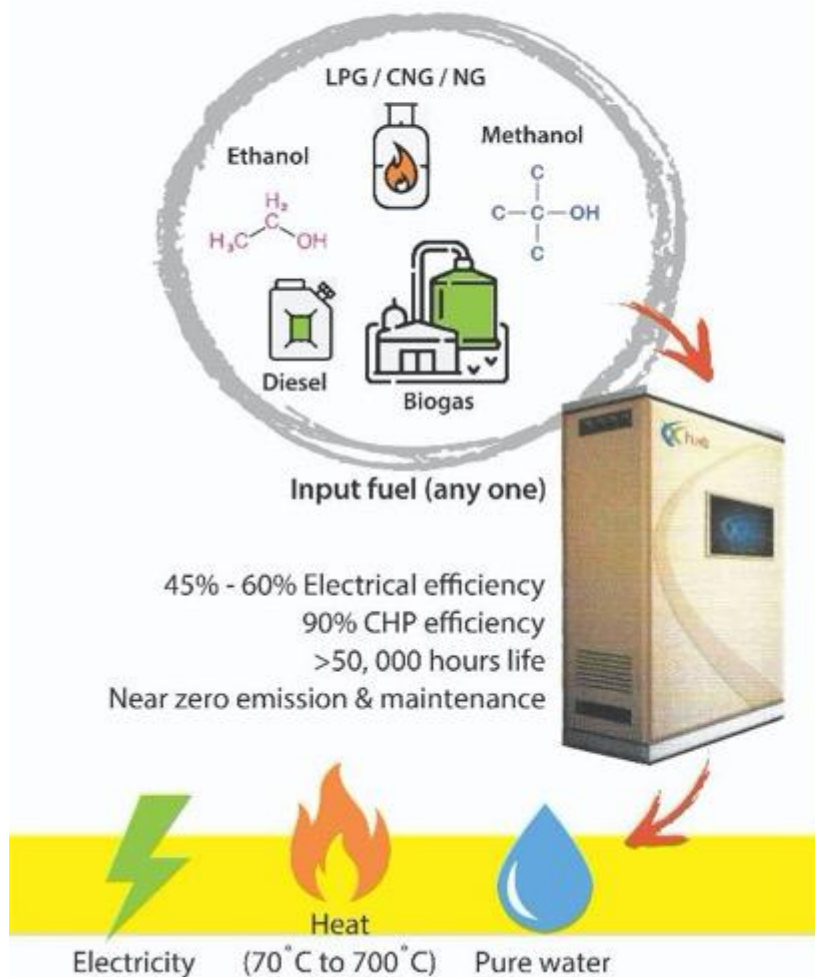 LPG / CNG / NG
Ethanol
Methanol
H₂
C
H₃C
OH
C
C–C–OH
C
Diesel
Biogas
Input fuel (any one)
45% - 60% Electrical efficiency
90% CHP efficiency
>50, 000 hours life
Near zero emission & maintenance
Heat
Electricity
(70˚C to 700˚C)
Pure water